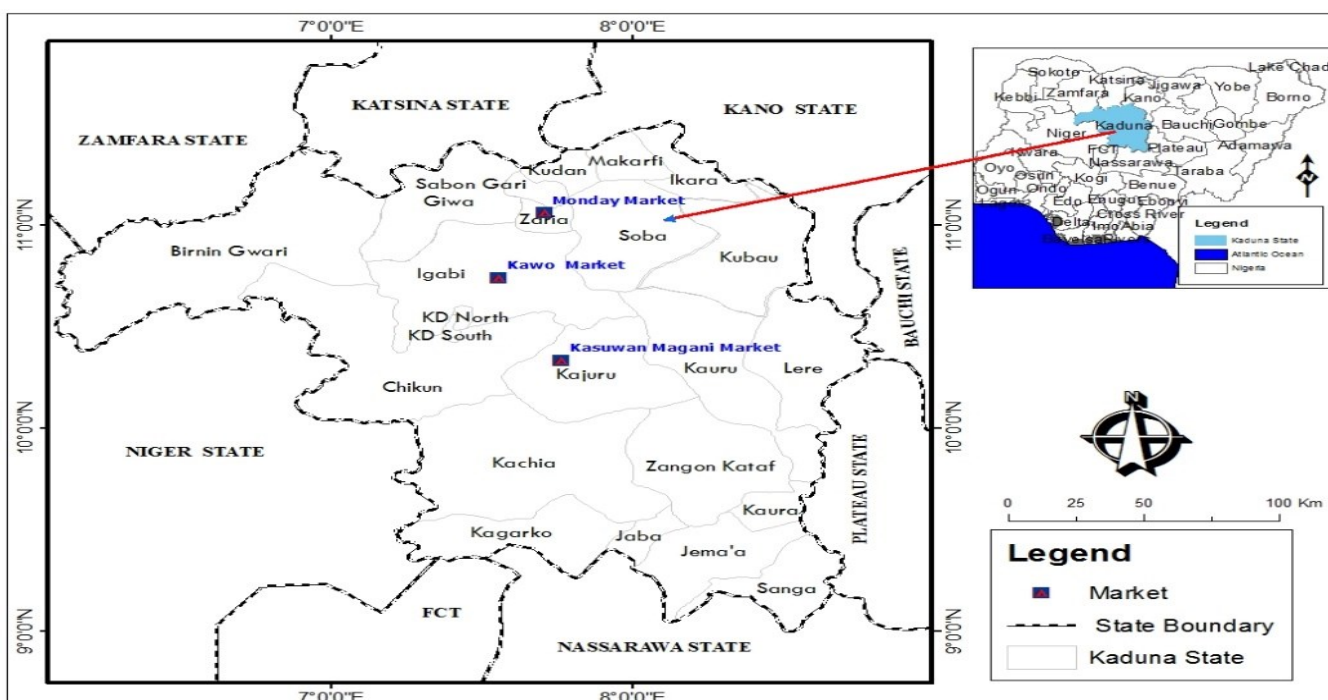 7°0'0"E
8°0'0"E
KATSINA STATE
KANO STATE
ZAMFARA STATE
Makarfi
Kudan
Ikara
Sabon Gari
Giwa
Monday Market
Zaria
11°0'0"N
11°0'0"N
Soba
Birnin Gwari
Kubau
Igabi
Kawo Market
KD North
KD South
BAUCHI STATE
Kasuwan Magani Market
Kajuru
Kauru
Lere
Chikun
10°0'0"N
10°0'0"N
NIGER STATE
Kachia
Zangon Kataf
PLATEAU STATE
Kaura
Kagarko
Jaba
Jema'a
Sanga
FCT
9°0'0"N
9°0'0"N
NASSARAWA STATE
7°0'0"E
8°0'0"E
Lake Chad
Sokoto
Katsina
Jigawa
Kebbi
Zamfara
Kano
Yobe
Borno
Kaduna
Bauchi
Gombe
Niger
Adamawa
FCT
Plateau
Kwara
Nassarawa
Taraba
Oyo
Osun
Kogi
Benue
Ogun
Ondo
Edo
Enugu
Ebonyi
Cross River
Delta
Imo
Abia
Rivers
N
Legend
Kaduna State
Atlantic Ocean
Nigeria
N
0 25 50 100 Km
Legend
Market
State Boundary
Kaduna State